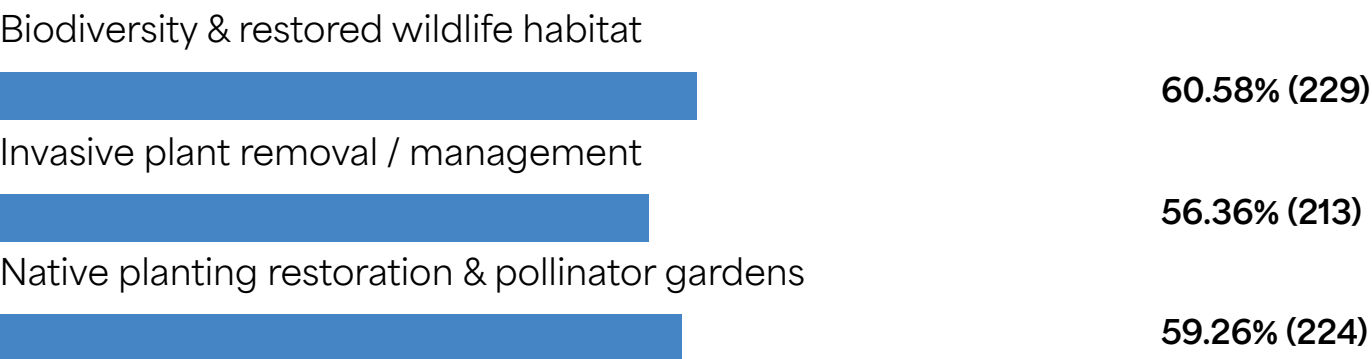 Biodiversity & restored wildlife habitat
60.58% (229)
Invasive plant removal / management
56.36% (213)
Native planting restoration & pollinator gardens
59.26% (224)